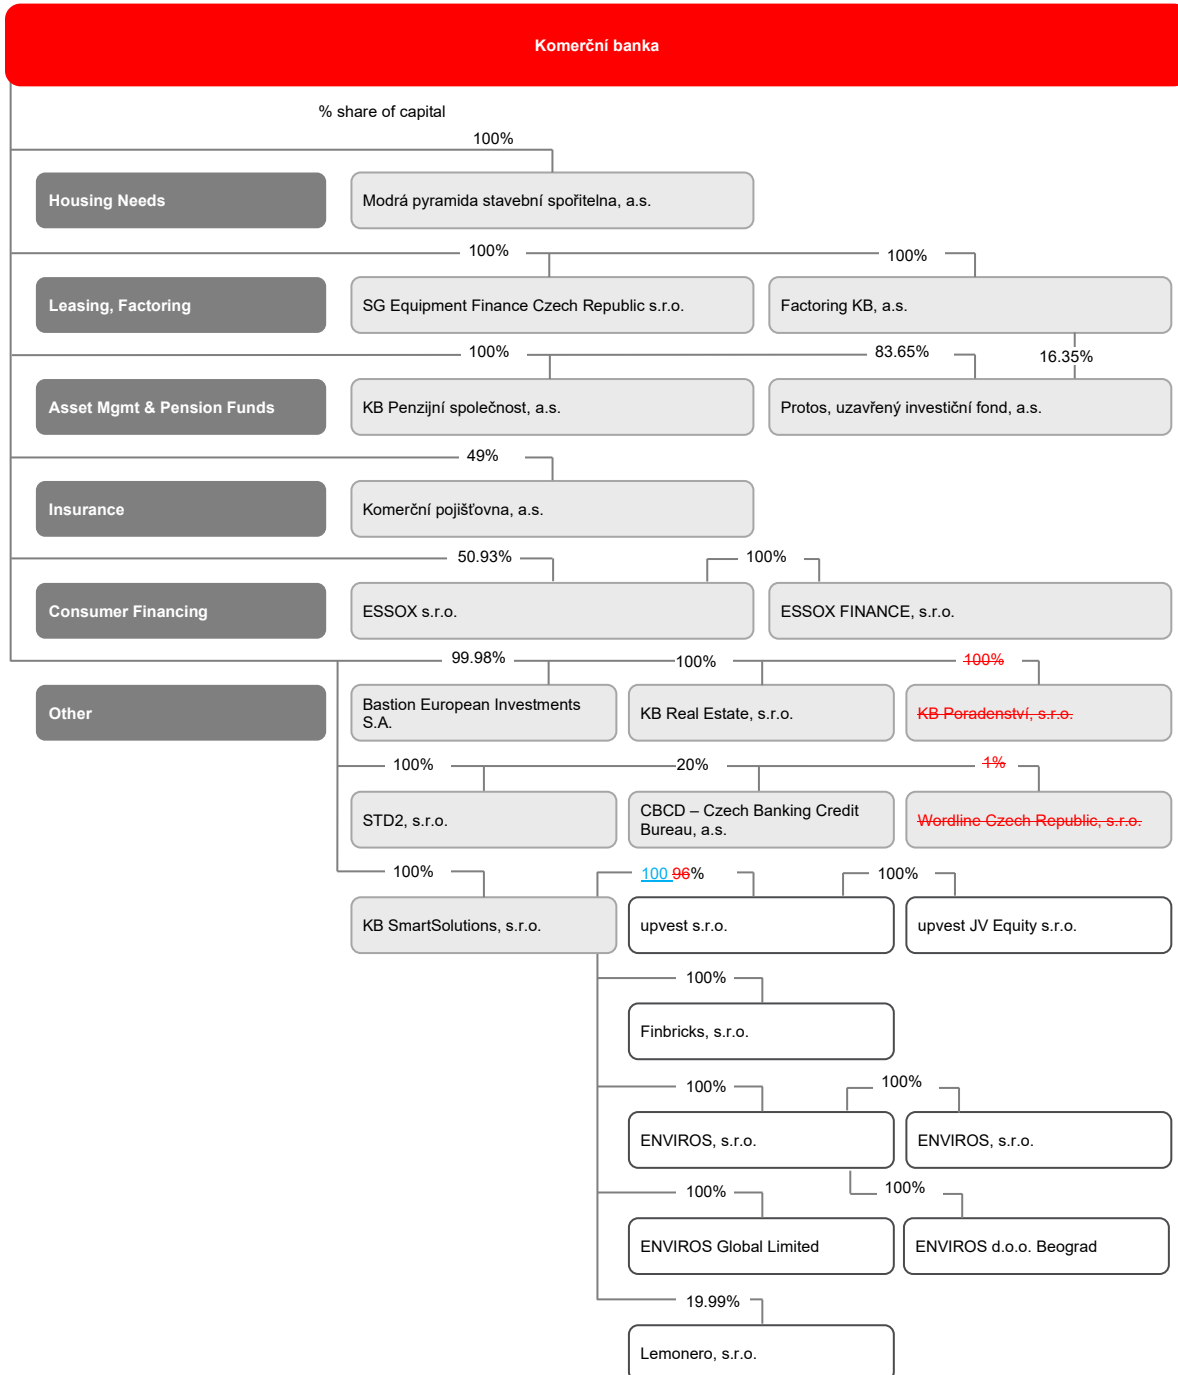 Komerční banka
% share of capital
100%
Housing Needs
Modrá pyramida stavební spořitelna, a.s.
100%
100%
Leasing, Factoring
SG Equipment Finance Czech Republic s.r.o.
Factoring KB, a.s.
100%
83.65%
16.35%
Asset Mgmt & Pension Funds
KB Penzijní společnost, a.s.
Protos, uzavřený investiční fond, a.s.
49%
Insurance
Komerční pojišťovna, a.s.
50.93%
100%
Consumer Financing
ESSOX s.r.o.
ESSOX FINANCE, s.r.o.
99.98%
100%
100%
Other
Bastion European Investments
S.A.
KB Real Estate, s.r.o.
KB Poradenství, s.r.o.
100%
20%
1%
STD2, s.r.o.
CBCD – Czech Banking Credit
Bureau, a.s.
Wordline Czech Republic, s.r.o.
100%
100 96%
100%
KB SmartSolutions, s.r.o.
upvest s.r.o.
upvest JV Equity s.r.o.
100%
Finbricks, s.r.o.
100%
100%
ENVIROS, s.r.o.
ENVIROS, s.r.o.
100%
100%
ENVIROS Global Limited
ENVIROS d.o.o. Beograd
19.99%
Lemonero, s.r.o.